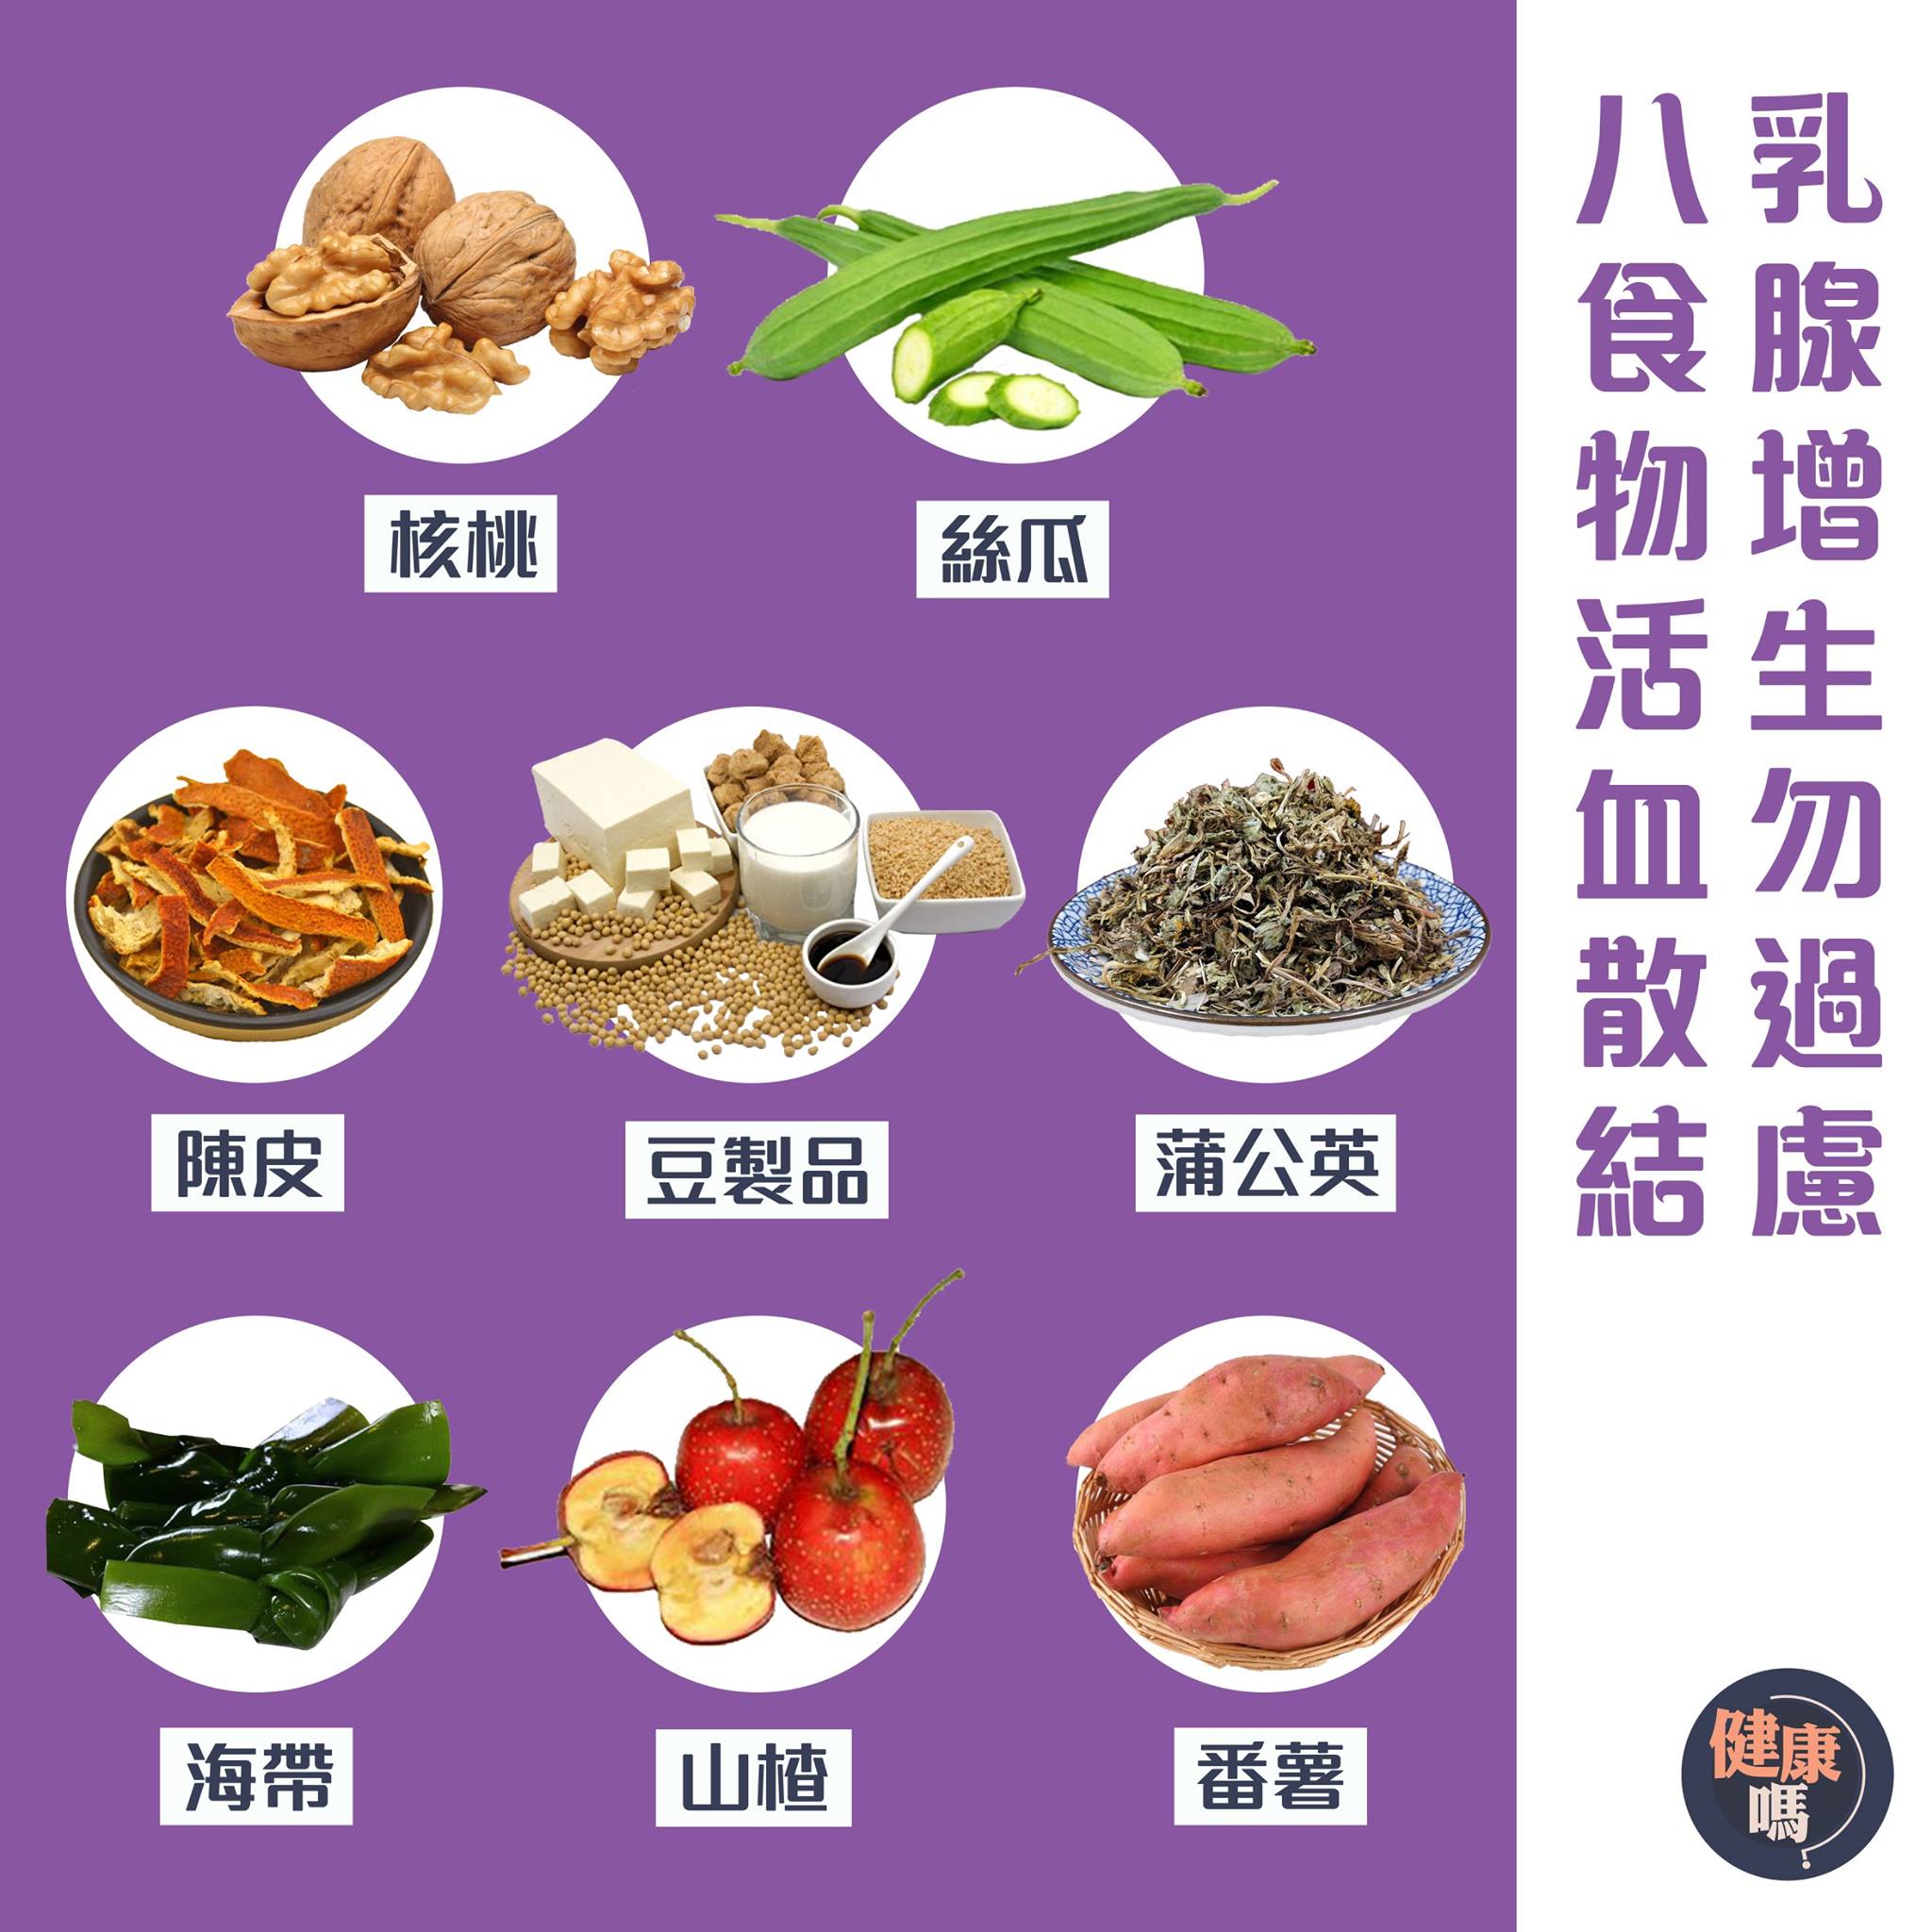 乳腺增生勿過慮
八食物活血散結
核桃
絲瓜
陳皮
豆製品
蒲公英
海帶
山楂
番薯
健康
嗎?